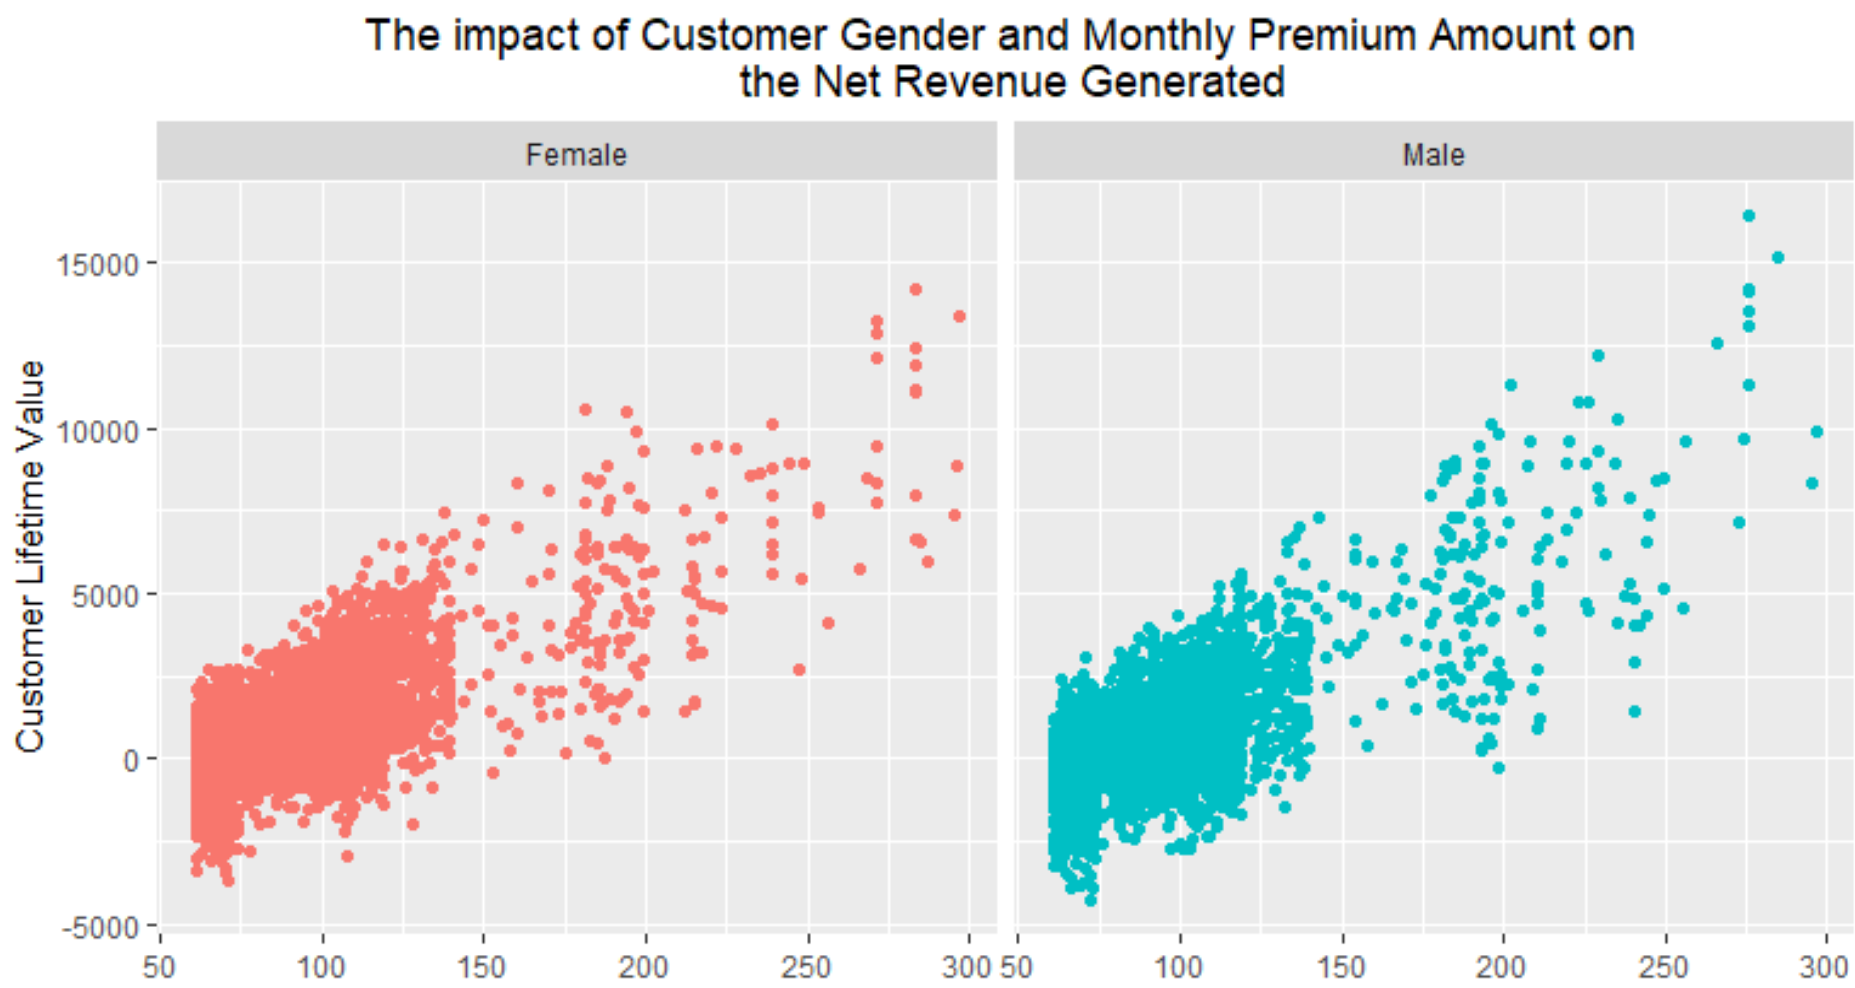 The impact of Customer Gender and Monthly Premium Amount on
the Net Revenue Generated
Female
Male
Customer Lifetime Value
15000
10000
5000
0
-5000
50 100 150 200 250 300
50 100 150 200 250 300